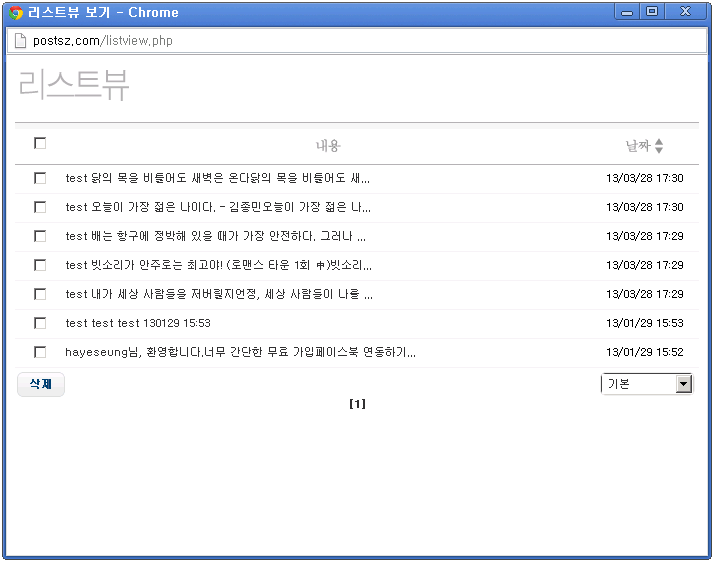 리스트뷰 보기 - Chrome
postsz.com/listview.php
리스트뷰
내용 날짜
test 닭의 목을 비틀어도 새벽은 온다닭의 목을 비틀어도 새... 13/03/28 17:30
test 오늘이 가장 젊은 나이다. - 김종민오늘이 가장 젊은 나... 13/03/28 17:30
test 배는 항구에 정박해 있을 때가 가장 안전하다. 그러나 ... 13/03/28 17:29
test 빗소리가 안주로는 최고야! (로맨스 타운 1회 中)빗소리... 13/03/28 17:29
test 내가 세상 사람들을 저버릴지언정, 세상 사람들이 나를 ... 13/03/28 17:29
test test test 130129 15:53 13/01/29 15:53
hayeseung님, 환영합니다.너무 간단한 무료 가입페이스북 연동하기... 13/01/29 15:52
삭제 기본
[1]